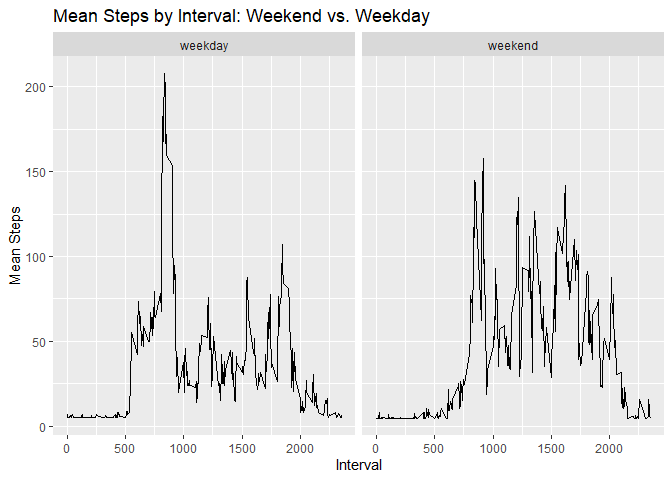 Mean Steps by Interval: Weekend vs. Weekday
weekday weekend
200
150
100
50
0
Mean Steps
0 500 1000 1500 2000 0 500 1000 1500 2000
Interval